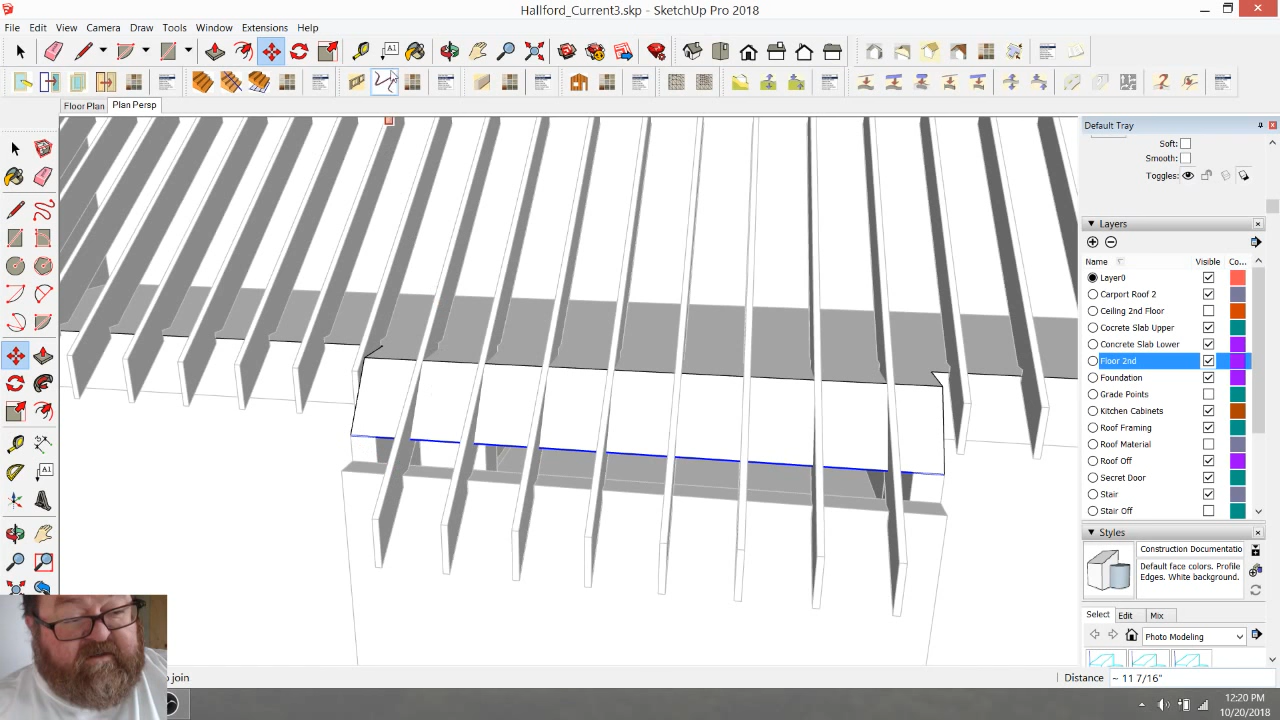 Hallford_Current3.skp - SketchUp Pro 2018
File Edit View Camera Draw Tools Window Extensions Help
Floor Plan Plan Persp
Default Tray
Soft:
Smooth:
Toggles:
Layers
Name Visible Co...
Layer0
Carport Roof 2
Ceiling 2nd Floor
Cocrete Slab Upper
Concrete Slab Lower
Floor 2nd
Foundation
Grade Points
Kitchen Cabinets
Roof Framing
Roof Material
Roof Off
Secret Door
Stair
Stair Off
Styles
Construction Documentatio
Default face colors. Profile
Edges. White background.
Select Edit Mix
Photo Modeling
o join
Distance ~ 11 7/16"
12:20 PM
10/20/2018